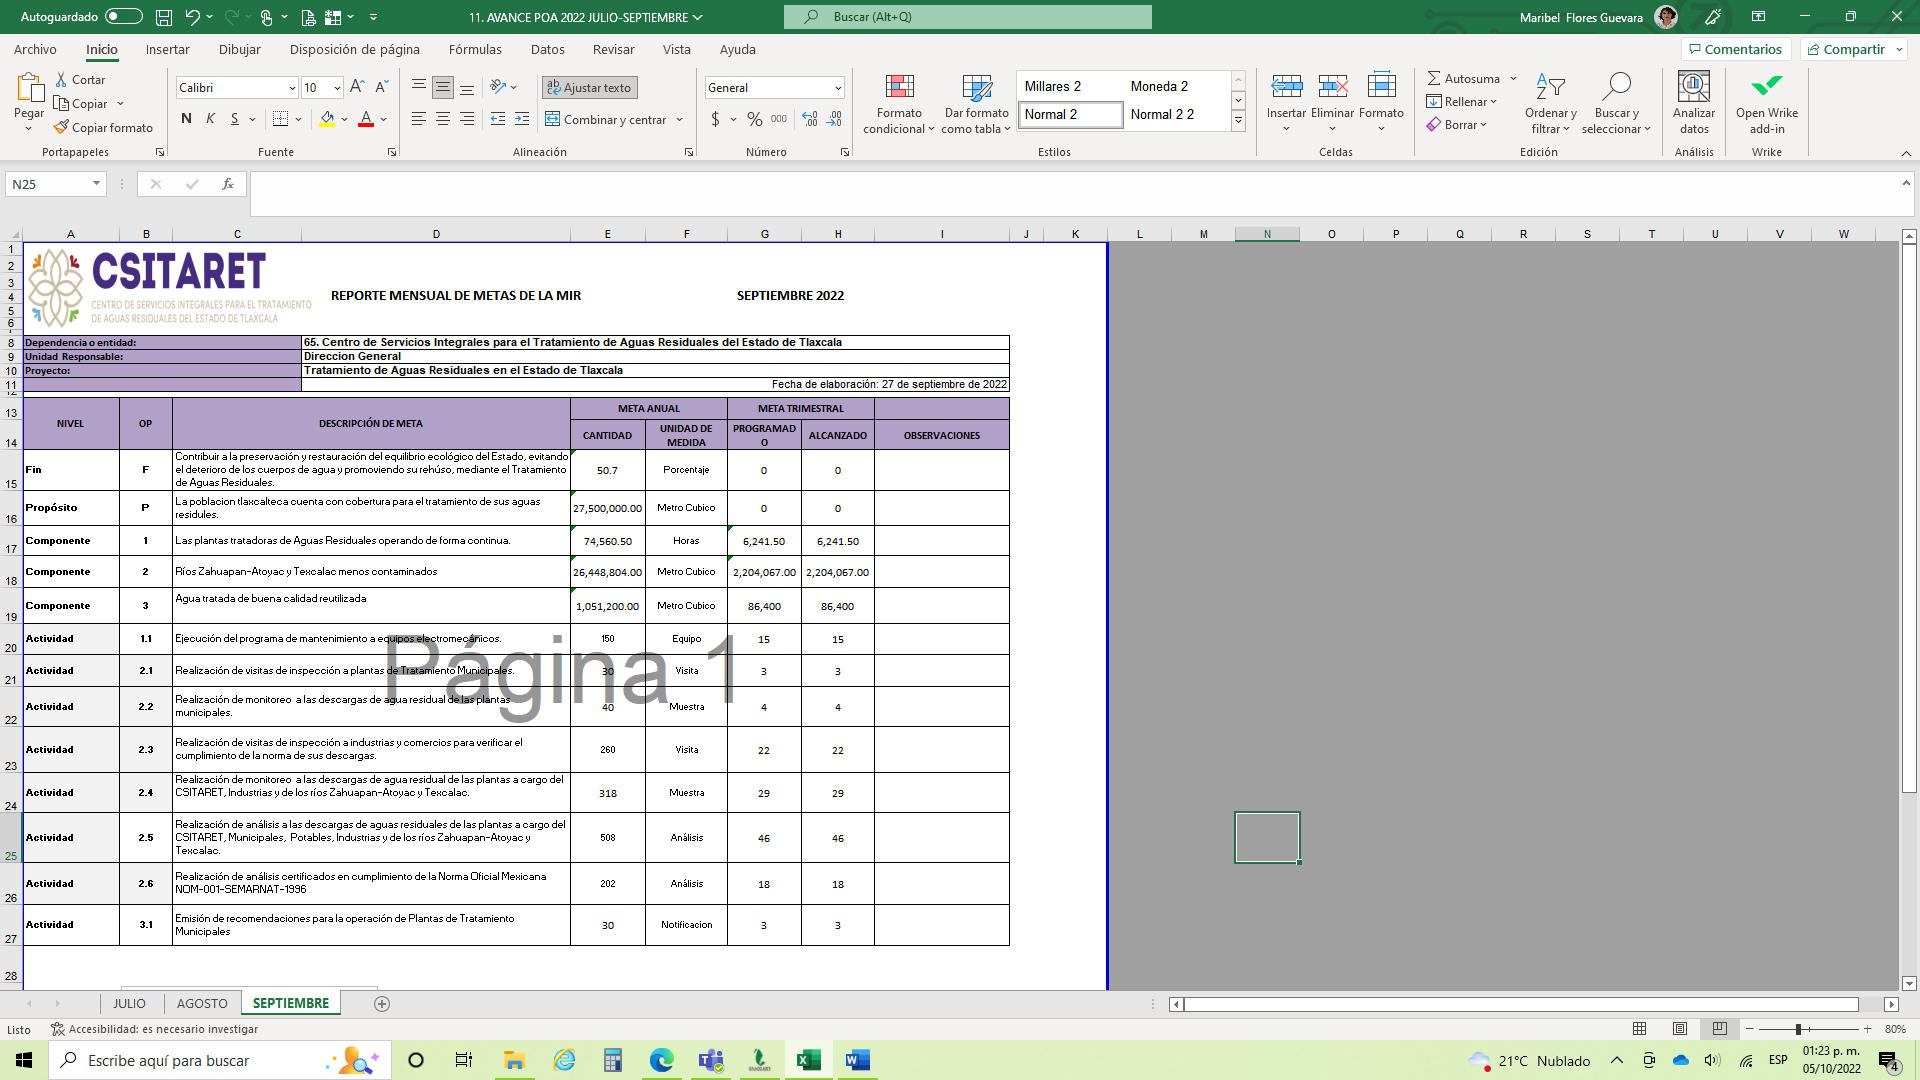 Autoguardado
11. AVANCE POA 2022 JULIO-SEPTIEMBRE
Buscar (Alt+Q)
Maribel Flores Guevara
Archivo Inicio Insertar Dibujar Disposición de página Fórmulas Datos Revisar Vista Ayuda
Comentarios Compartir
Pegar
Cortar
Copiar
Copiar formato
Portapapeles
Calibri 10
N K S
Fuente
Ajustar texto
Combinar y centrar
Alineación
General
$ % 000
Número
Formato condicional
Dar formato como tabla
Millares 2 Moneda 2
Normal 2 Normal 2 2
Estilos
Insertar Eliminar Formato
Celdas
Autosuma
Rellenar
Borrar
Ordenar y filtrar
Buscar y seleccionar
Edición
Analizar datos
Análisis
Open Wrike add-in
Wrike
N25
fx
A B C D E F G H I J K L M N O P Q R S T U V W
CSITARET
CENTRO DE SERVICIOS INTEGRALES PARA EL TRATAMIENTO
DE AGUAS RESIDUALES DEL ESTADO DE TLAXCALA
REPORTE MENSUAL DE METAS DE LA MIR SEPTIEMBRE 2022
8 Dependencia o entidad: 65. Centro de Servicios Integrales para el Tratamiento de Aguas Residuales del Estado de Tlaxcala
9 Unidad Responsable: Direccion General
10 Proyecto: Tratamiento de Aguas Residuales en el Estado de Tlaxcala
11 Fecha de elaboración: 27 de septiembre de 2022
13 NIVEL OP DESCRIPCIÓN DE META META ANUAL META TRIMESTRAL
14 CANTIDAD UNIDAD DE MEDIDA PROGRAMADO ALCANZADO OBSERVACIONES
Contribuir a la preservación y restauración del equilibrio ecológico del Estado, evitando
15 Fin F el deterioro de los cuerpos de agua y promoviendo su rehúso, mediante el Tratamiento 50.7 Porcentaje 0 0
de Aguas Residuales.
16 Propósito P La poblacion tlaxcalteca cuenta con cobertura para el tratamiento de sus aguas 27,500,000.00 Metro Cubico 0 0
residules.
17 Componente 1 Las plantas tratadoras de Aguas Residuales operando de forma continua. 74,560.50 Horas 6,241.50 6,241.50
18 Componente 2 Ríos Zahuapan-Atoyac y Texcalac menos contaminados 26,448,804.00 Metro Cubico 2,204,067.00 2,204,067.00
19 Componente 3 Agua tratada de buena calidad reutilizada 1,051,200.00 Metro Cubico 86,400 86,400
20 Actividad 1.1 Ejecución del programa de mantenimiento a equipos electromecánicos. 150 Equipo 15 15
21 Actividad 2.1 Realización de visitas de inspección a plantas de Tratamiento Municipales. 30 Visita 3 3
Página 1
22 Actividad 2.2 Realización de monitoreo a las descargas de agua residual de las plantas 40 Muestra 4 4
municipales.
23 Actividad 2.3 Realización de visitas de inspección a industrias y comercios para verificar el 260 Visita 22 22
cumplimiento de la norma de sus descargas.
24 Actividad 2.4 Realización de monitoreo a las descargas de agua residual de las plantas a cargo del 318 Muestra 29 29
CSITARET, Industrias y de los ríos Zahuapan-Atoyac y Texcalac.
25 Actividad 2.5 Realización de análisis a las descargas de aguas residuales de las plantas a cargo del 508 Análisis 46 46
CSITARET, Municipales, Potables, Industrias y de los ríos Zahuapan-Atoyac y
Texcalac.
26 Actividad 2.6 Realización de análisis certificados en cumplimiento de la Norma Oficial Mexicana 202 Análisis 18 18
NOM-001-SEMARNAT-1996
27 Actividad 3.1 Emisión de recomendaciones para la operación de Plantas de Tratamiento 30 Notificacion 3 3
Municipales
28
JULIO AGOSTO SEPTIEMBRE
Listo Accesibilidad: es necesario investigar 80%
Escribe aquí para buscar
21°C Nublado ESP 01:23 p. m.
05/10/2022 4